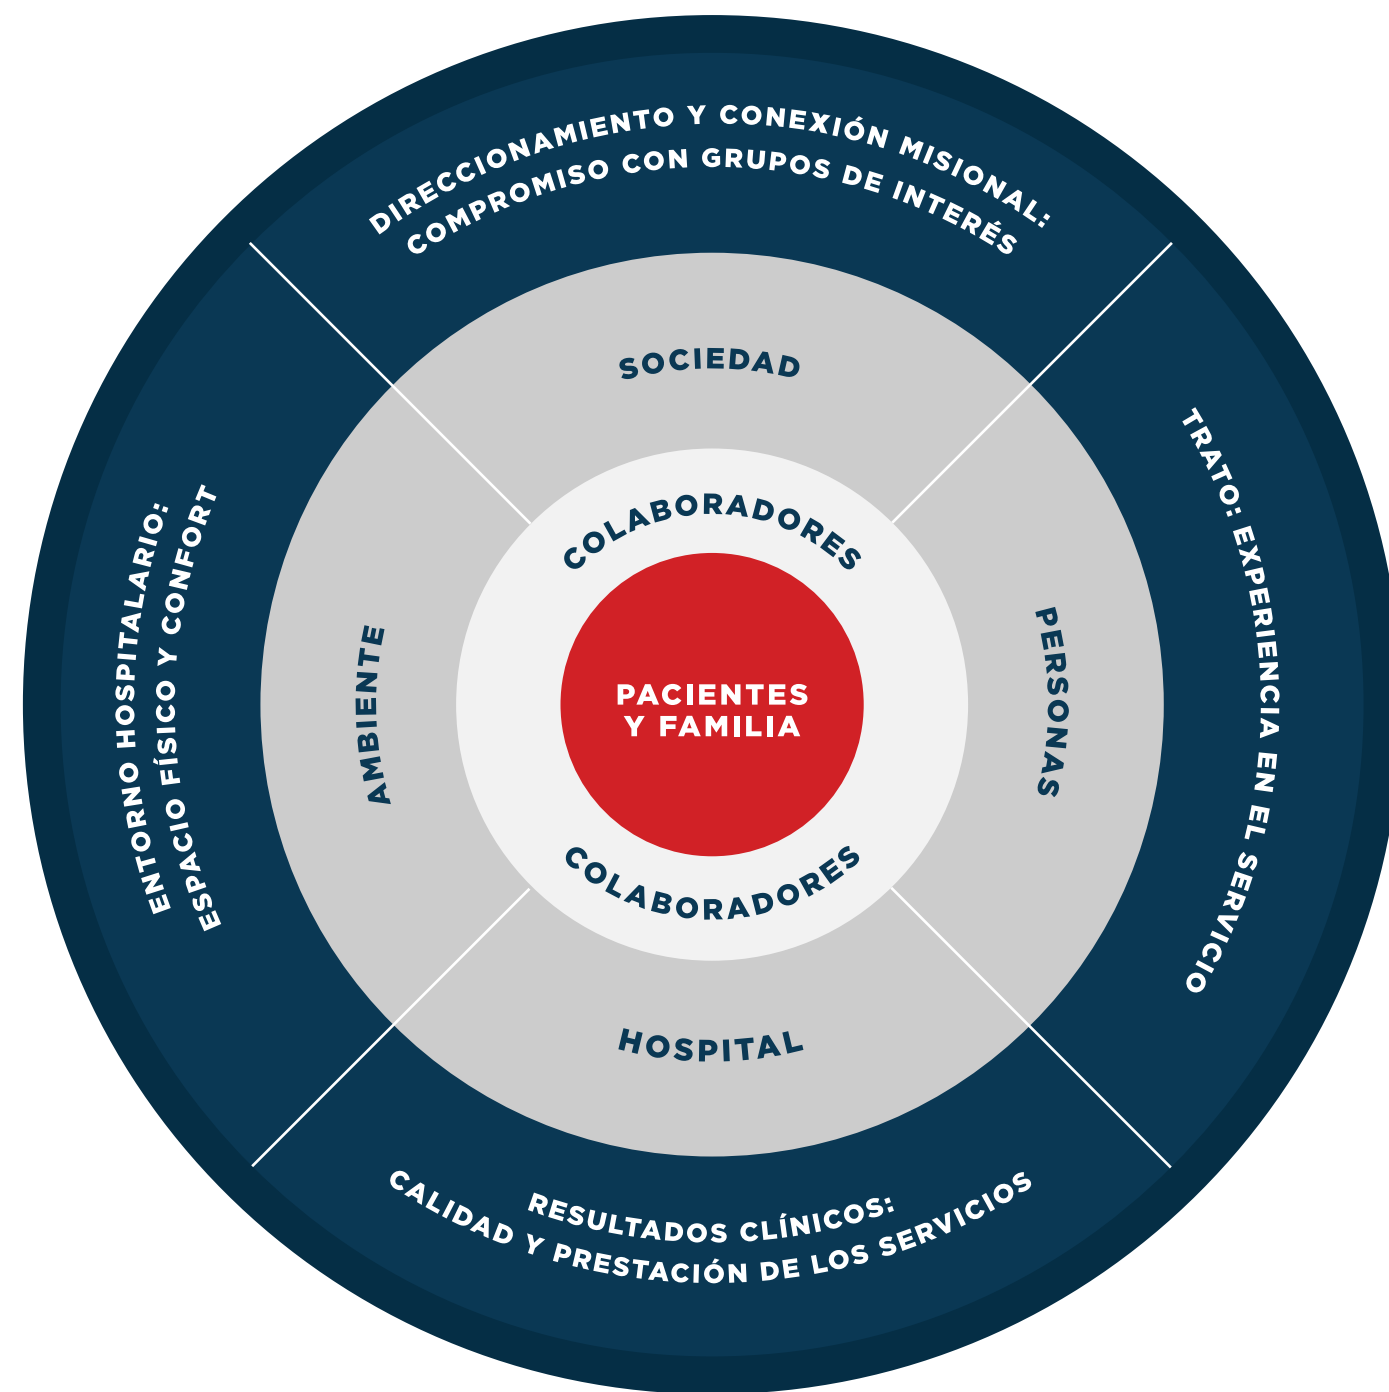 DIRECCIONAMIENTO Y CONEXIÓN MISIONAL:
COMPROMISO CON GRUPOS DE INTERÉS
SOCIEDAD
COLABORADORES
ENTORNO HOSPITALARIO:
ESPACIO FÍSICO Y CONFORT
AMBIENTE
PACIENTES
Y FAMILIA
PERSONAS
TRATO: EXPERIENCIA EN EL SERVICIO
COLABORADORES
HOSPITAL
RESULTADOS CLÍNICOS:
CALIDAD Y PRESTACIÓN DE LOS SERVICIOS